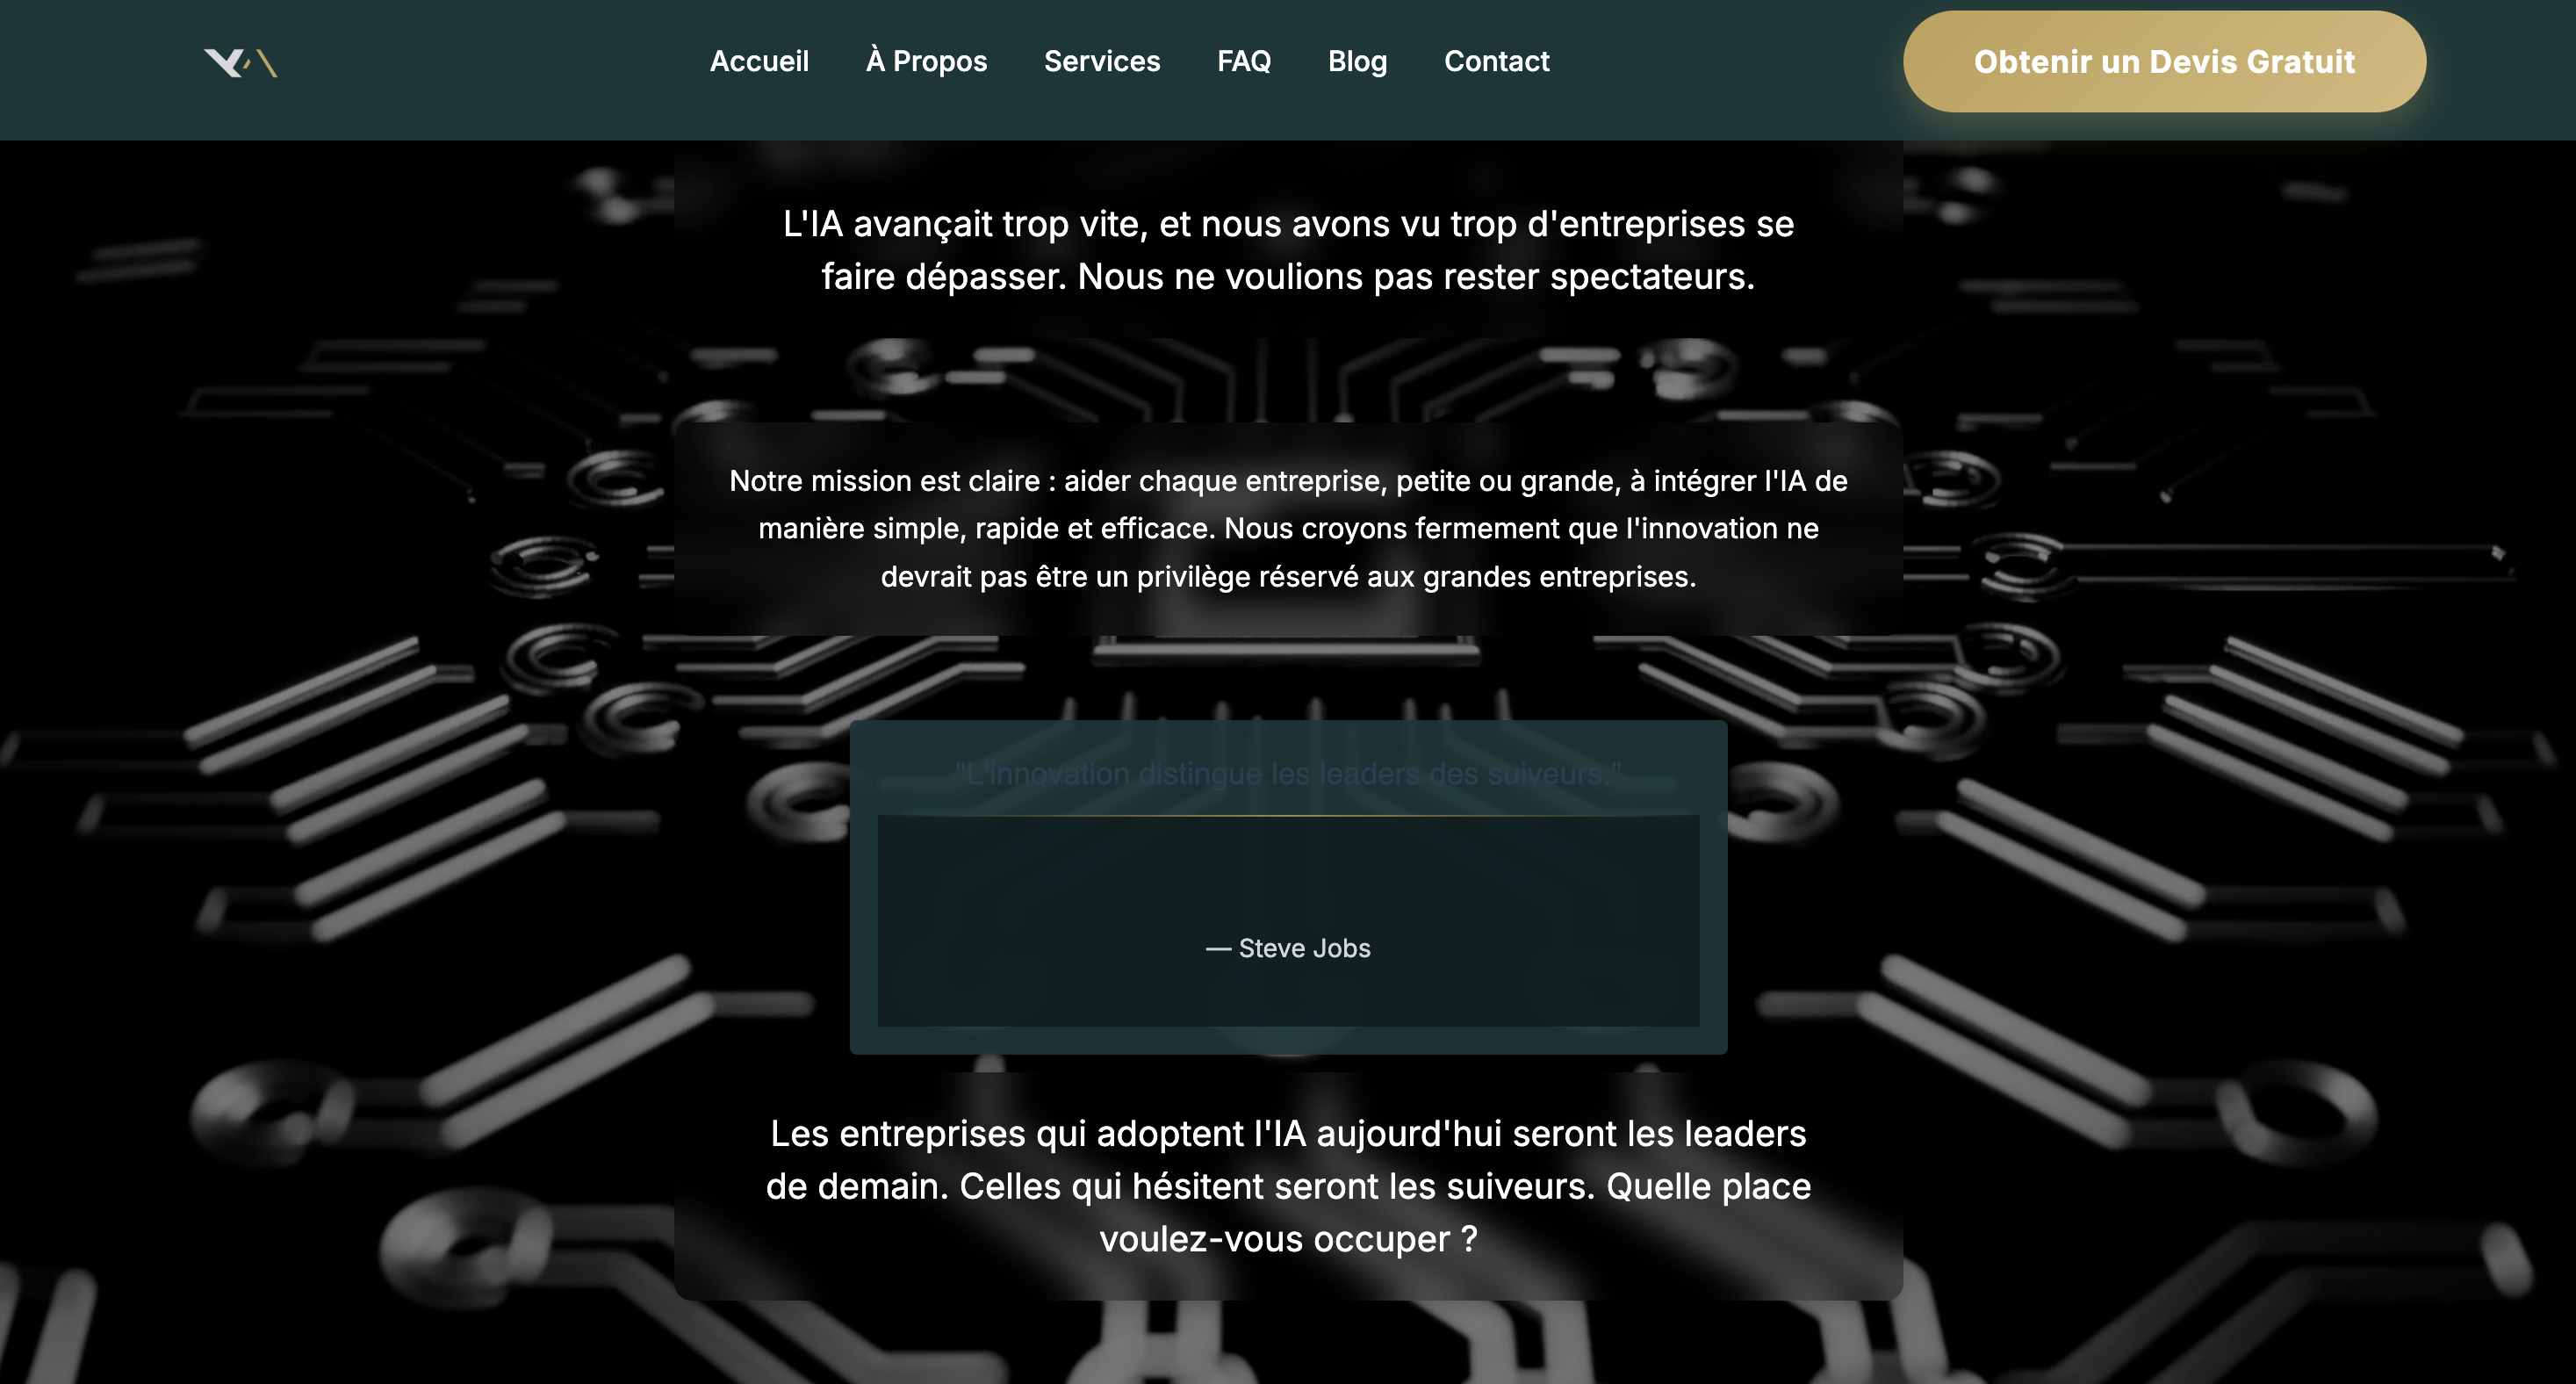 Accueil
À Propos
Services
FAQ
Blog
Contact
Obtenir un Devis Gratuit
L'IA avançait trop vite, et nous avons vu trop d'entreprises se
faire dépasser. Nous ne voulions pas rester spectateurs.
Notre mission est claire : aider chaque entreprise, petite ou grande, à intégrer l'IA de
manière simple, rapide et efficace. Nous croyons fermement que l'innovation ne
devrait pas être un privilège réservé aux grandes entreprises.
"L'innovation distingue les leaders des suiveurs."
— Steve Jobs
Les entreprises qui adoptent l'IA aujourd'hui seront les leaders
de demain. Celles qui hésitent seront les suiveurs. Quelle place
voulez-vous occuper ?